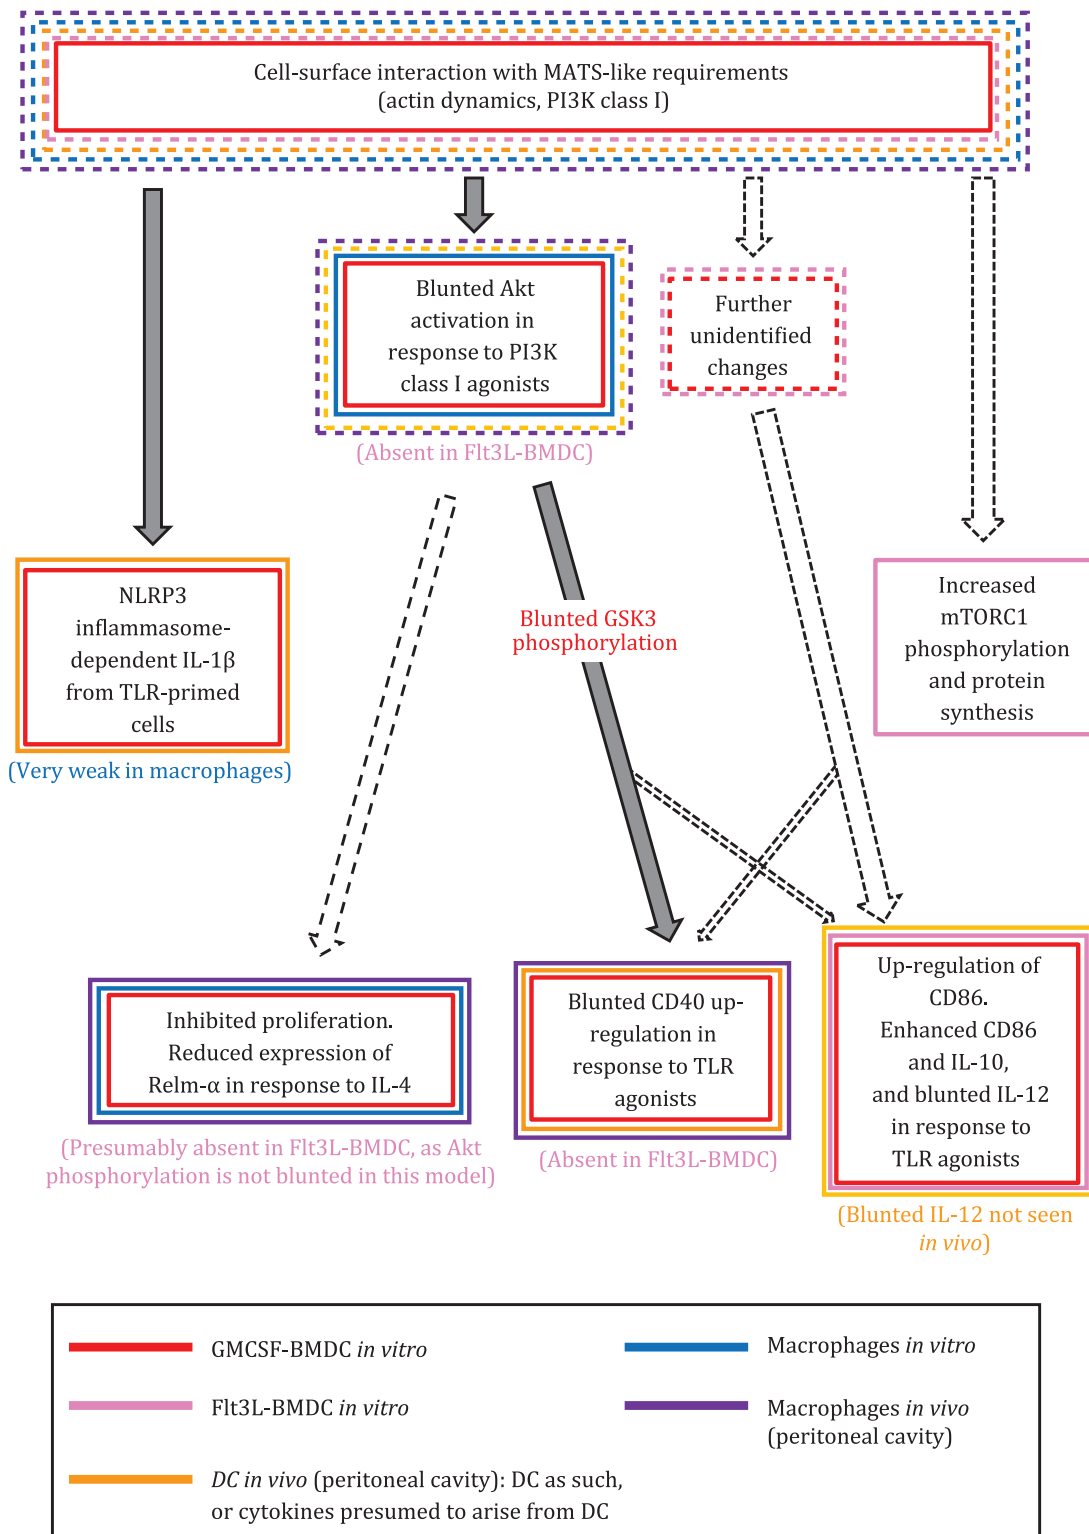 Cell-surface interaction with MATS-like requirements
(actin dynamics, PI3K class I)
Blunted Akt
activation in
response to PI3K
class I agonists
(Absent in Flt3L-BMDC)
Further
unidentified
changes
NLRP3
inflammasome-
dependent IL-1β
from TLR-primed
cells
(Very weak in macrophages)
Blunted GSK3
phosphorylation
Increased
mTORC1
phosphorylation
and protein
synthesis
Inhibited proliferation.
Reduced expression of
Relm-α in response to IL-4
(Presumably absent in Flt3L-BMDC, as Akt
phosphorylation is not blunted in this model)
Blunted CD40 up-
regulation in
response to TLR
agonists
(Absent in Flt3L-BMDC)
Up-regulation of
CD86.
Enhanced CD86
and IL-10,
and blunted IL-12
in response to
TLR agonists
(Blunted IL-12 not seen
in vivo)
GMCSF-BMDC in vitro
Flt3L-BMDC in vitro
DC in vivo (peritoneal cavity): DC as such,
or cytokines presumed to arise from DC
Macrophages in vitro
Macrophages in vivo
(peritoneal cavity)